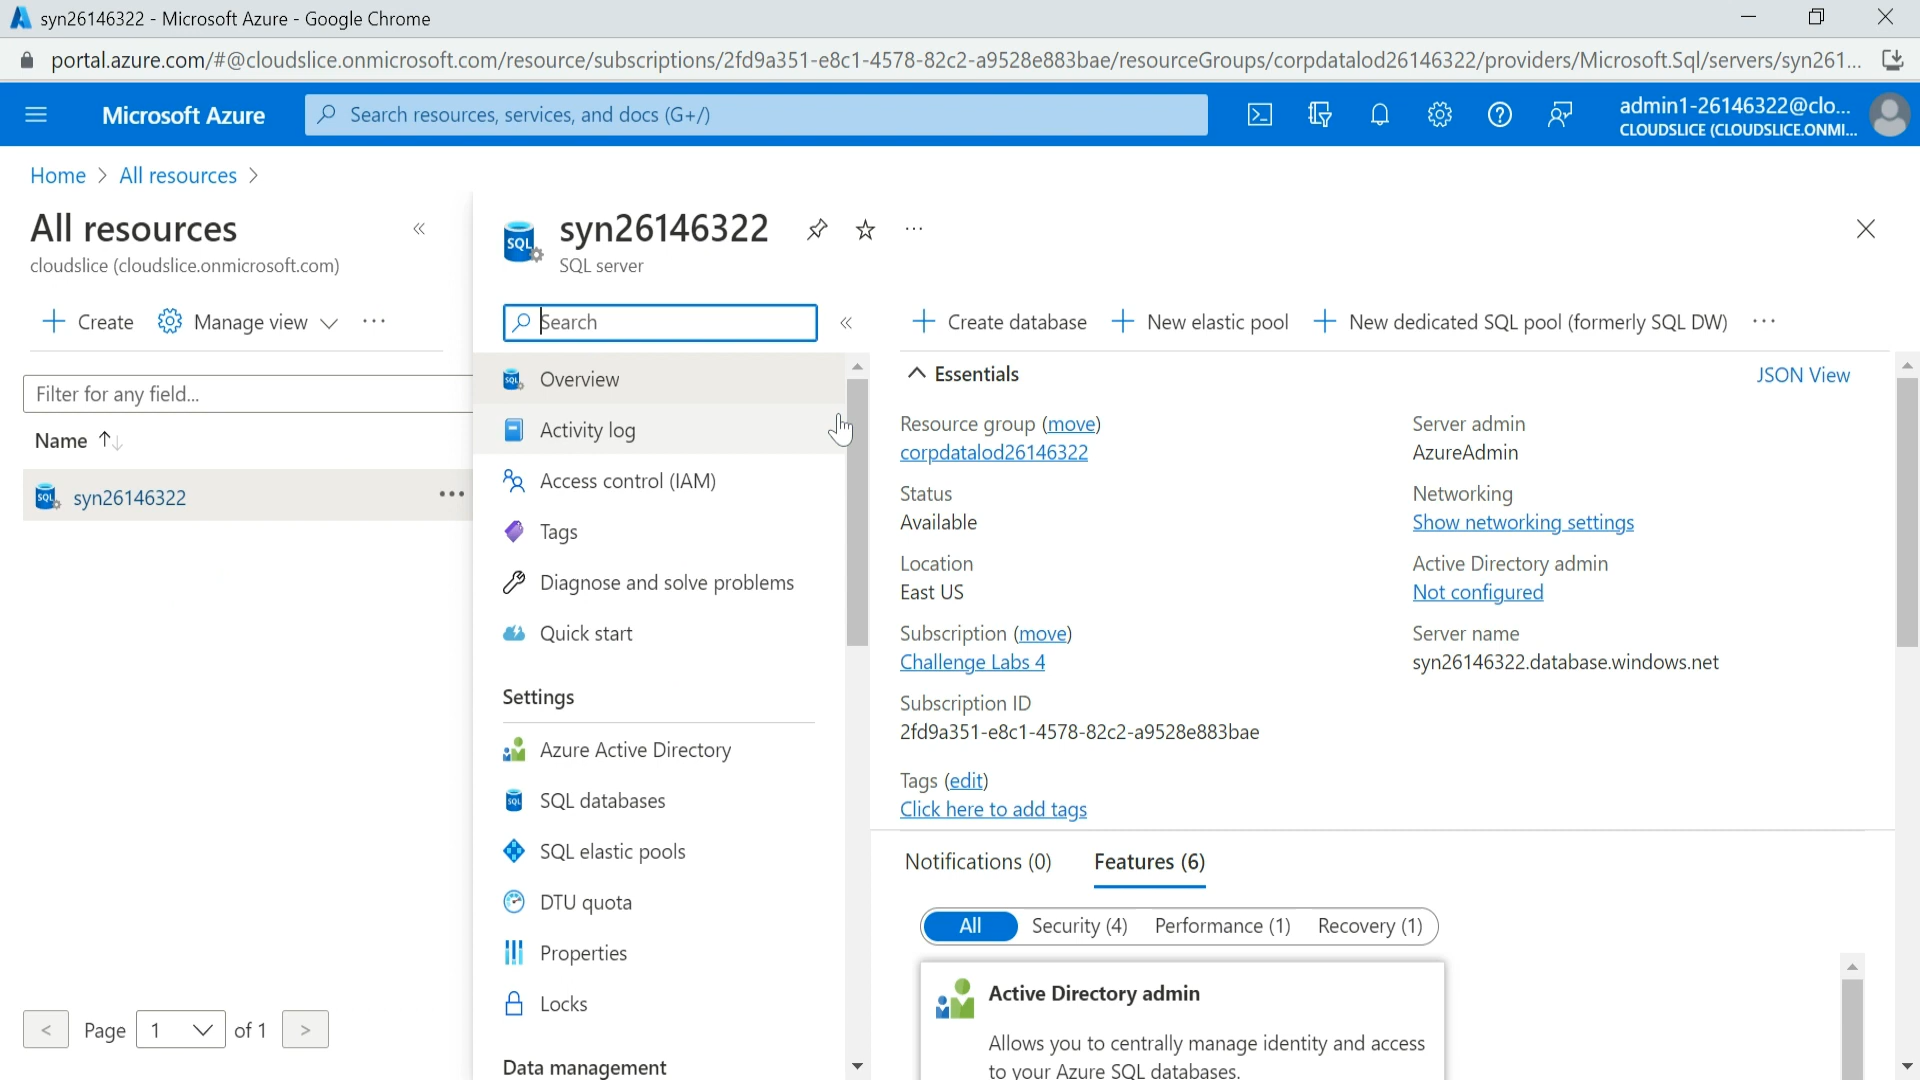 syn26146322 - Microsoft Azure - Google Chrome
portal.azure.com/#@cloudslice.onmicrosoft.com/resource/subscriptions/2fd9a351-e8c1-4578-82c2-a9528e883bae/resourceGroups/corpdatalod26146322/providers/Microsoft.Sql/servers/syn261...
Microsoft Azure
Search resources, services, and docs (G+/)
admin1-26146322@clo...
CLOUDSLICE (CLOUDSLICE.ONMI...
Home > All resources >
All resources
cloudslice (cloudslice.onmicrosoft.com)
Create
Manage view
Filter for any field...
Name
SQL syn26146322
Page 1 of 1
SQL
syn26146322
SQL server
Search
SQL Overview
Activity log
Access control (IAM)
Tags
Diagnose and solve problems
Quick start
Settings
Azure Active Directory
SQL SQL databases
SQL elastic pools
DTU quota
Properties
Locks
Data management
Create database
New elastic pool
New dedicated SQL pool (formerly SQL DW)
Essentials
JSON View
Resource group (move)
corpdatalod26146322
Status
Available
Location
East US
Subscription (move)
Challenge Labs 4
Subscription ID
2fd9a351-e8c1-4578-82c2-a9528e883bae
Tags (edit)
Click here to add tags
Server admin
AzureAdmin
Networking
Show networking settings
Active Directory admin
Not configured
Server name
syn26146322.database.windows.net
Notifications (0)
Features (6)
All
Security (4)
Performance (1)
Recovery (1)
Active Directory admin
Allows you to centrally manage identity and access
to your Azure SQL databases.